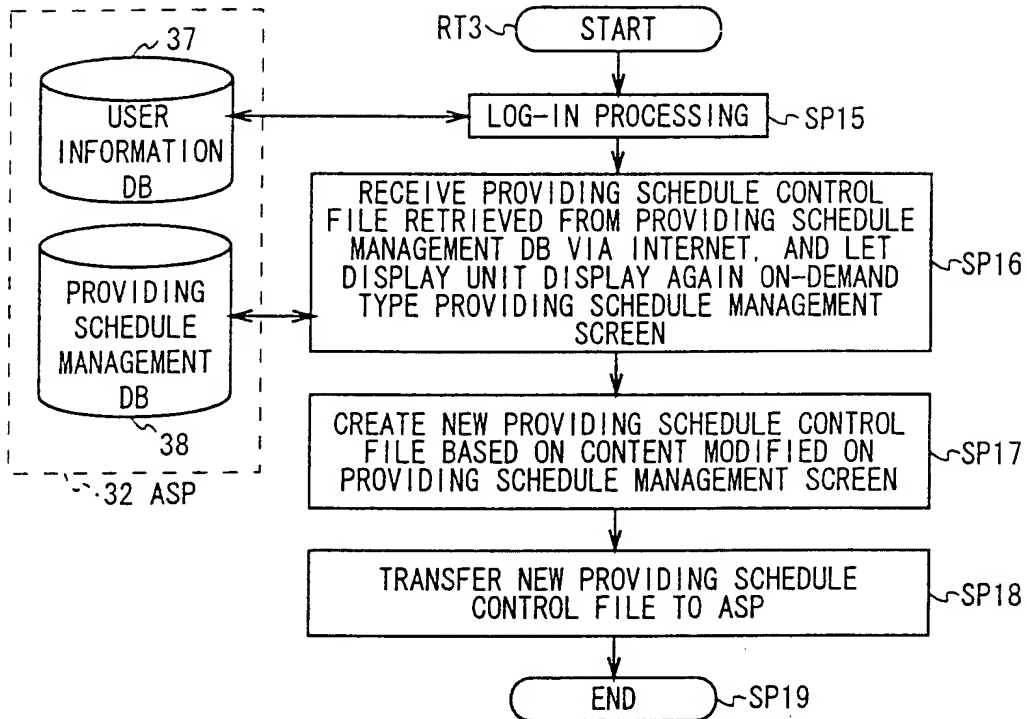 37
USER
INFORMATION
DB
PROVIDING
SCHEDULE
MANAGEMENT
DB
38
32 ASP
RT3
START
LOG-IN PROCESSING
SP15
RECEIVE PROVIDING SCHEDULE CONTROL
FILE RETRIEVED FROM PROVIDING SCHEDULE
MANAGEMENT DB VIA INTERNET, AND LET
DISPLAY UNIT DISPLAY AGAIN ON-DEMAND
TYPE PROVIDING SCHEDULE MANAGEMENT
SCREEN
SP16
CREATE NEW PROVIDING SCHEDULE CONTROL
FILE BASED ON CONTENT MODIFIED ON
PROVIDING SCHEDULE MANAGEMENT SCREEN
SP17
TRANSFER NEW PROVIDING SCHEDULE
CONTROL FILE TO ASP
SP18
END
SP19